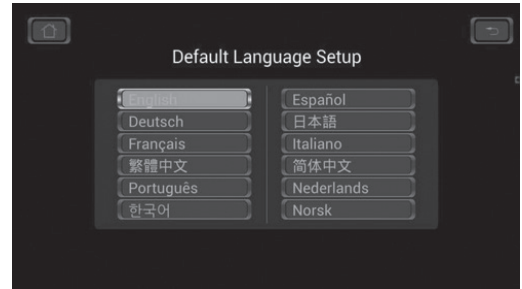 Default Language Setup
English
Deutsch
Français
繁體中文
Português
한국어
Español
日本語
Italiano
简体中文
Nederlands
Norsk